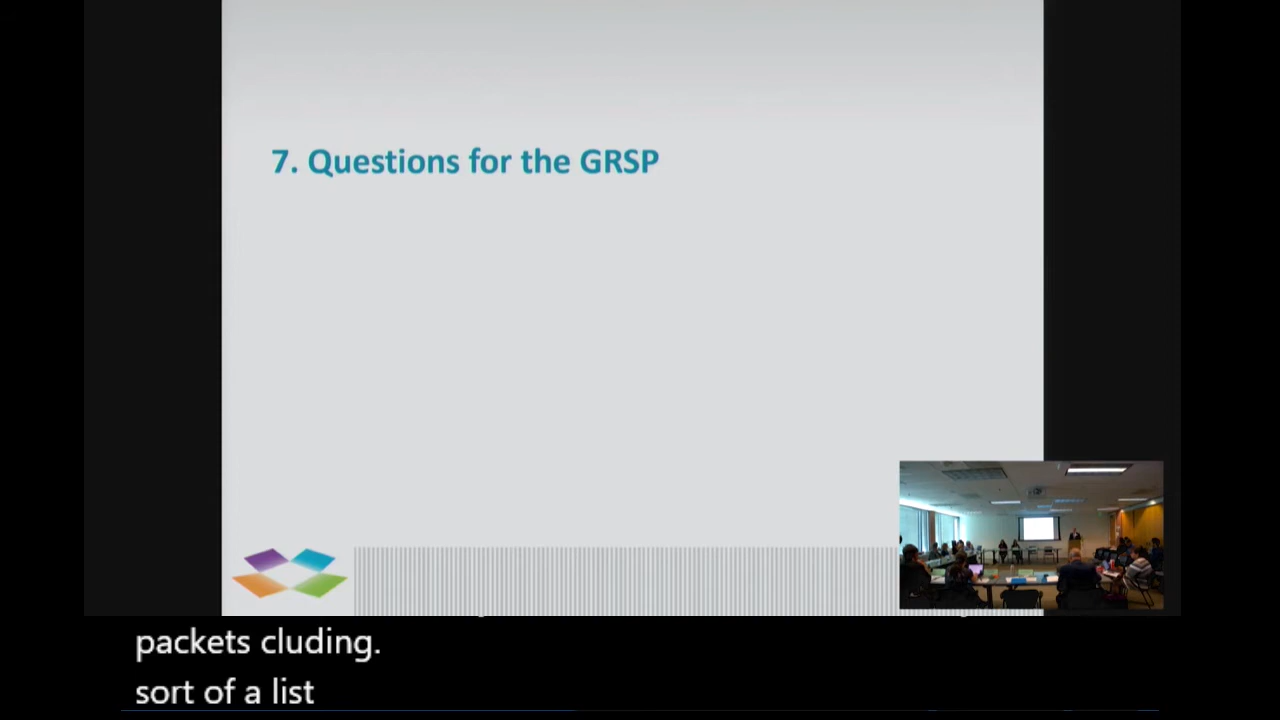 7. Questions for the GRSP
packets cluding.
sort of a list